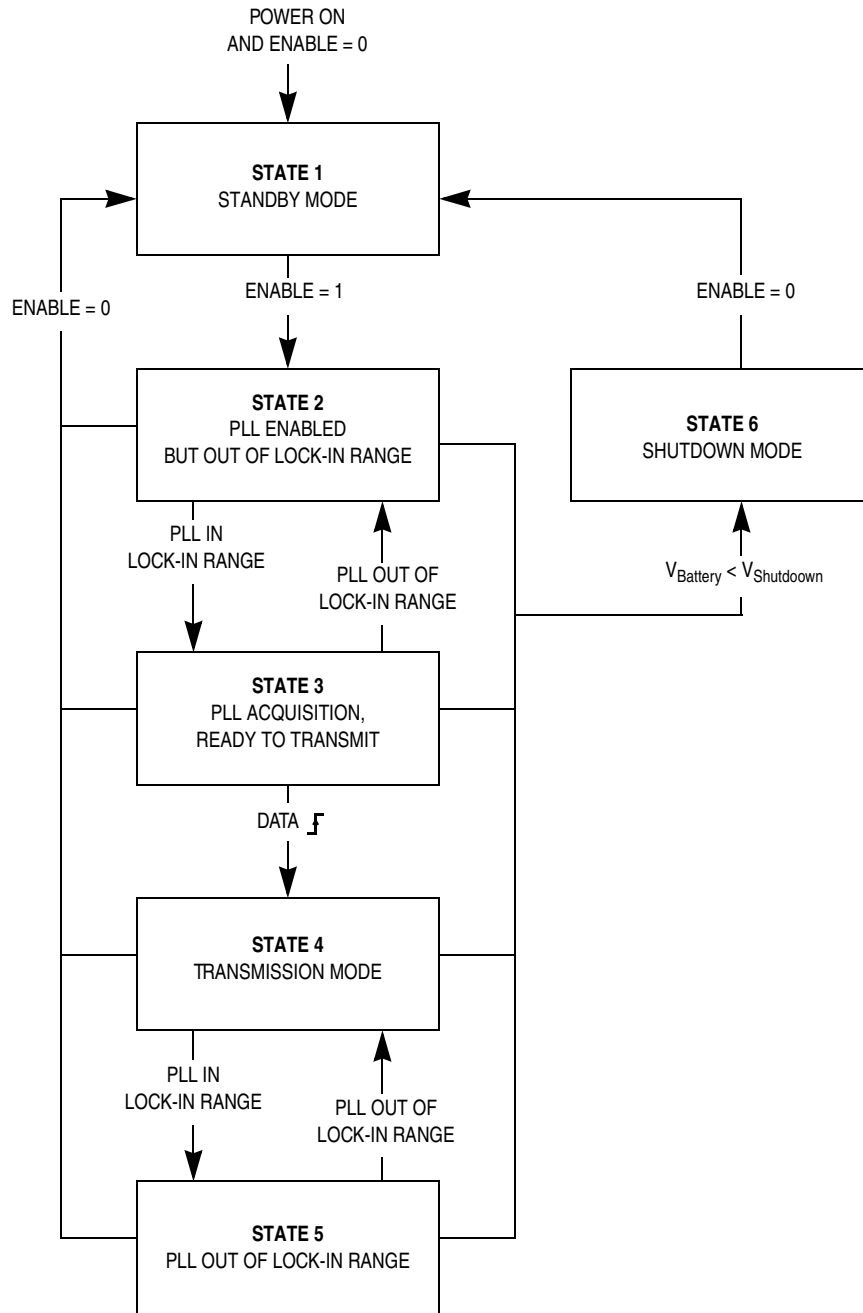 POWER ON
AND ENABLE = 0
STATE 1
STANDBY MODE
ENABLE = 0
ENABLE = 1
ENABLE = 0
STATE 2
PLL ENABLED
BUT OUT OF LOCK-IN RANGE
STATE 6
SHUTDOWN MODE
PLL IN
LOCK-IN RANGE
PLL OUT OF
LOCK-IN RANGE
VBattery < VShutdoown
STATE 3
PLL ACQUISITION,
READY TO TRANSMIT
DATA
STATE 4
TRANSMISSION MODE
PLL IN
LOCK-IN RANGE
PLL OUT OF
LOCK-IN RANGE
STATE 5
PLL OUT OF LOCK-IN RANGE